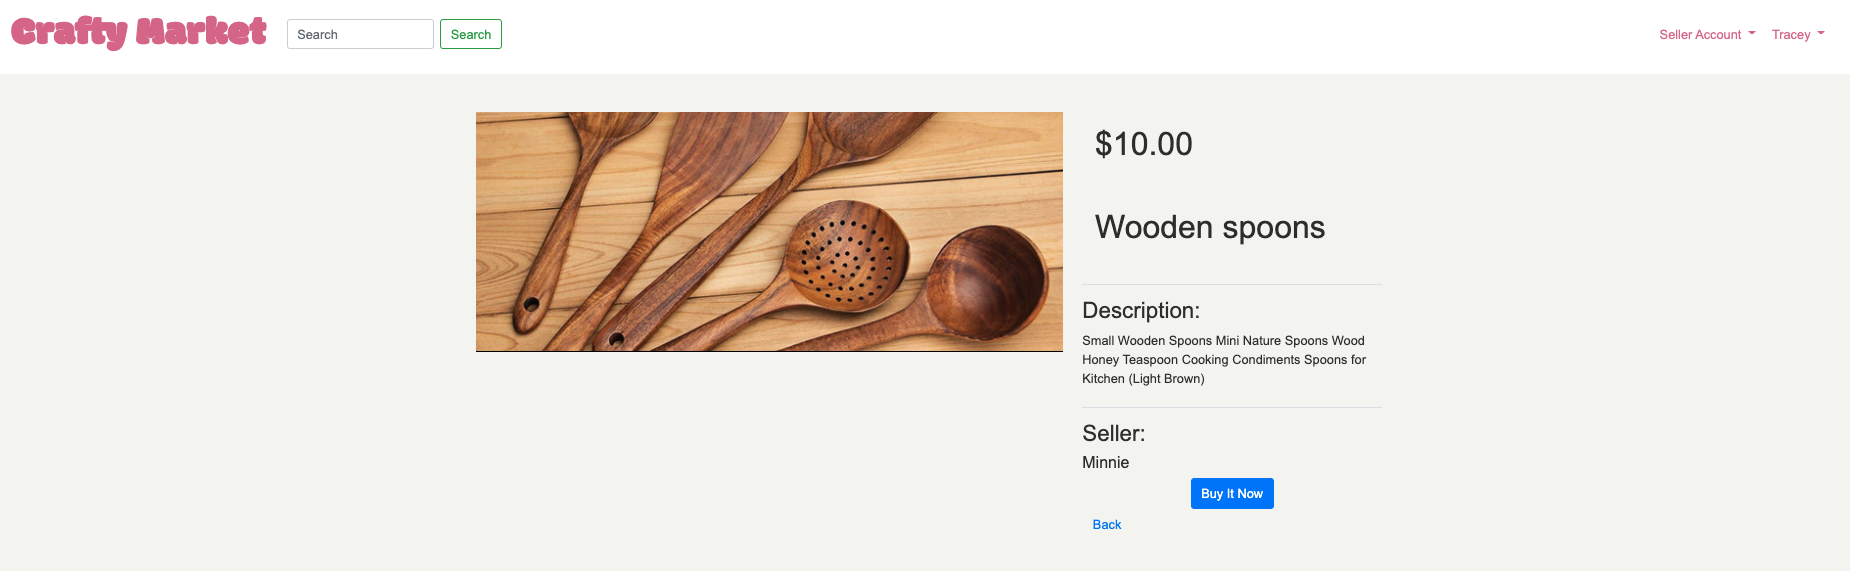 Crafty Market
Search
Search
Seller Account
Tracey
$10.00
Wooden spoons
Description:
Small Wooden Spoons Mini Nature Spoons Wood
Honey Teaspoon Cooking Condiments Spoons for
Kitchen (Light Brown)
Seller:
Minnie
Buy It Now
Back